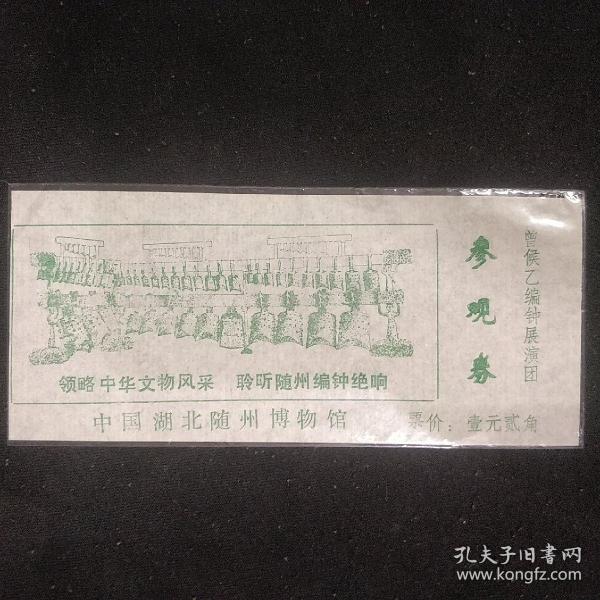 曾侯乙编钟展演团
参观券
领略中华文物风采 聆听随州编钟绝响
中国湖北随州博物馆 票价：壹元贰角
孔夫子旧書网
www.kongfz.com